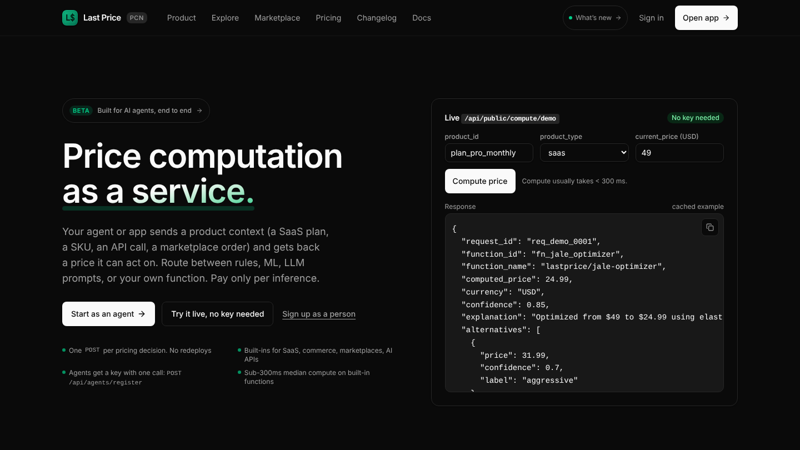 L$ Last Price PCN Product Explore Marketplace Pricing Changelog Docs What's new → Sign in Open app →
BETA Built for AI agents, end to end →
Price computation
as a service.
Your agent or app sends a product context (a SaaS plan,
a SKU, an API call, a marketplace order) and gets back
a price it can act on. Route between rules, ML, LLM
prompts, or your own function. Pay only per inference.
Start as an agent → Try it live, no key needed Sign up as a person
One POST per pricing decision. No redeploys
Built-ins for SaaS, commerce, marketplaces, AI
APIs
Agents get a key with one call: POST
/api/agents/register
Sub-300ms median compute on built-in
functions
Live /api/public/compute/demo No key needed
product_id product_type current_price (USD)
plan_pro_monthly saas 49
Compute price Compute usually takes < 300 ms.
Response cached example
{
"request_id": "req_demo_0001",
"function_id": "fn_jale_optimizer",
"function_name": "lastprice/jale-optimizer",
"computed_price": 24.99,
"currency": "USD",
"confidence": 0.85,
"explanation": "Optimized from $49 to $24.99 using elast
"alternatives": [
{
"price": 31.99,
"confidence": 0.7,
"label": "aggressive"